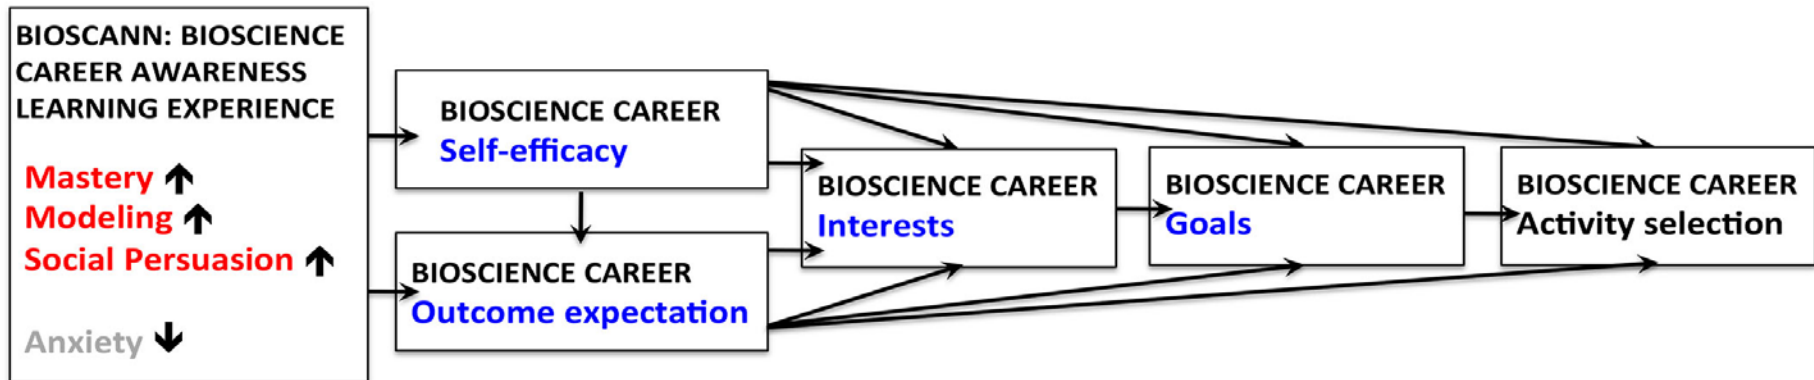 BIOSCANN: BIOSCIENCE
CAREER AWARENESS
LEARNING EXPERIENCE
Mastery ↑
Modeling ↑
Social Persuasion ↑
Anxiety ↓
BIOSCIENCE CAREER
Self-efficacy
BIOSCIENCE CAREER
Outcome expectation
BIOSCIENCE CAREER
Interests
BIOSCIENCE CAREER
Goals
BIOSCIENCE CAREER
Activity selection